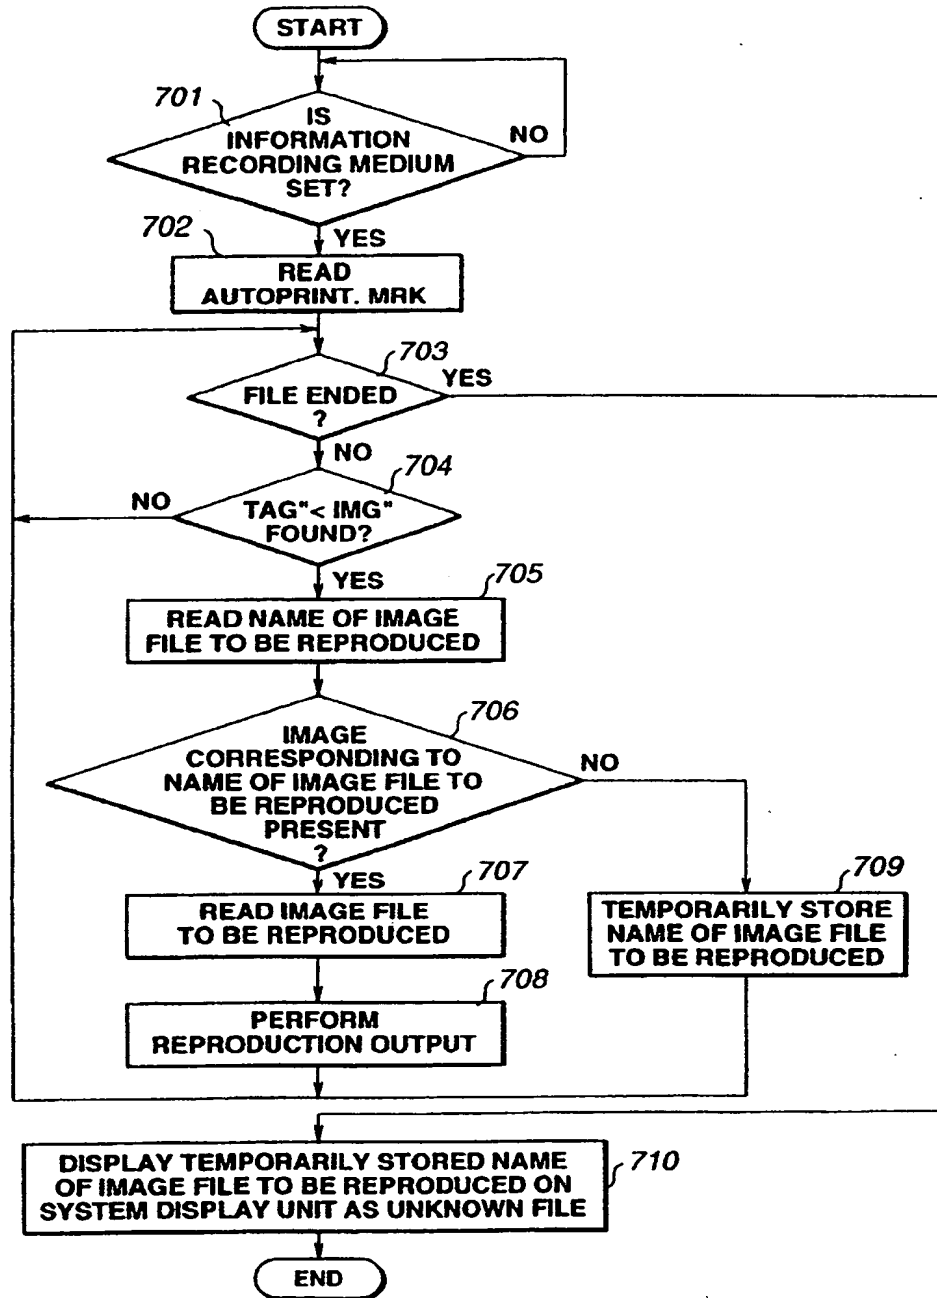 START
701
IS
INFORMATION
RECORDING MEDIUM
SET?
NO
YES
702
READ
AUTOPRINT. MRK
703
FILE ENDED
?
YES
NO
704
TAG"< IMG"
FOUND?
NO
YES
705
READ NAME OF IMAGE
FILE TO BE REPRODUCED
706
IMAGE
CORRESPONDING TO
NAME OF IMAGE FILE TO
BE REPRODUCED
PRESENT
?
NO
YES
707
READ IMAGE FILE
TO BE REPRODUCED
709
TEMPORARILY STORE
NAME OF IMAGE FILE
TO BE REPRODUCED
708
PERFORM
REPRODUCTION OUTPUT
710
DISPLAY TEMPORARILY STORED NAME
OF IMAGE FILE TO BE REPRODUCED ON
SYSTEM DISPLAY UNIT AS UNKNOWN FILE
END